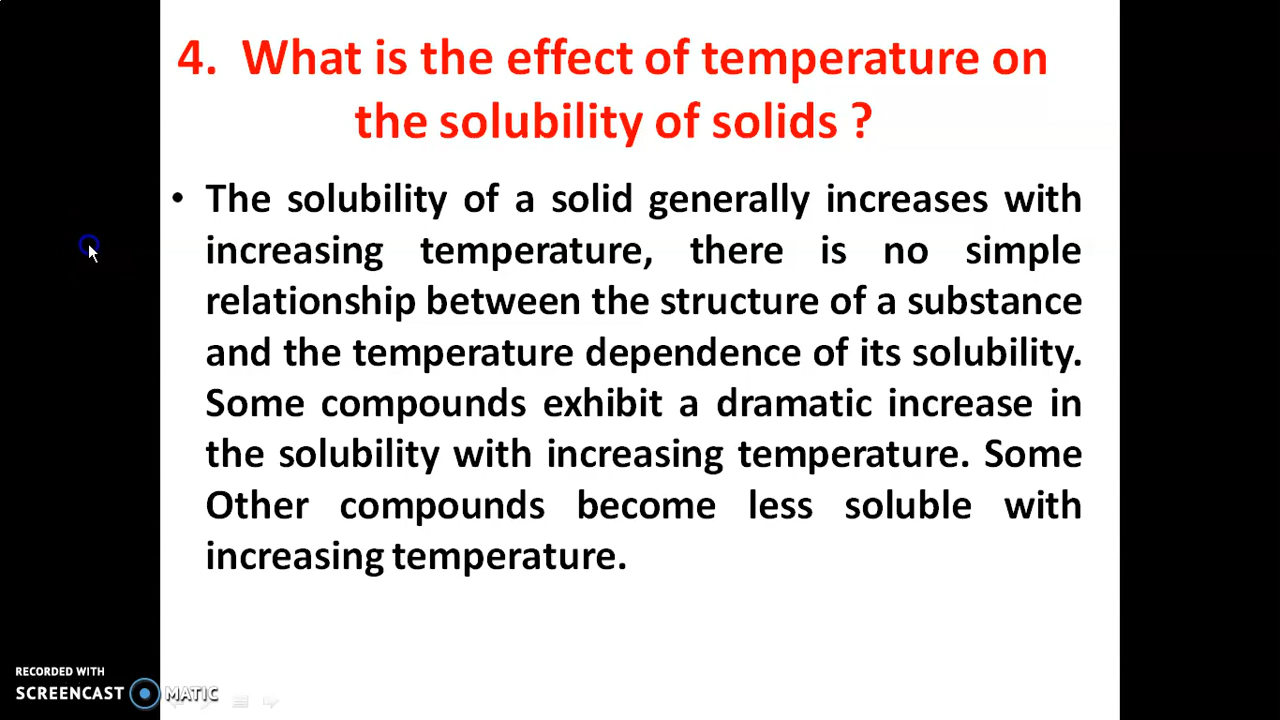 4. What is the effect of temperature on
the solubility of solids ?
• The solubility of a solid generally increases with
increasing temperature, there is no simple
relationship between the structure of a substance
and the temperature dependence of its solubility.
Some compounds exhibit a dramatic increase in
the solubility with increasing temperature. Some
Other compounds become less soluble with
increasing temperature.
RECORDED WITH
SCREENCAST MATIC